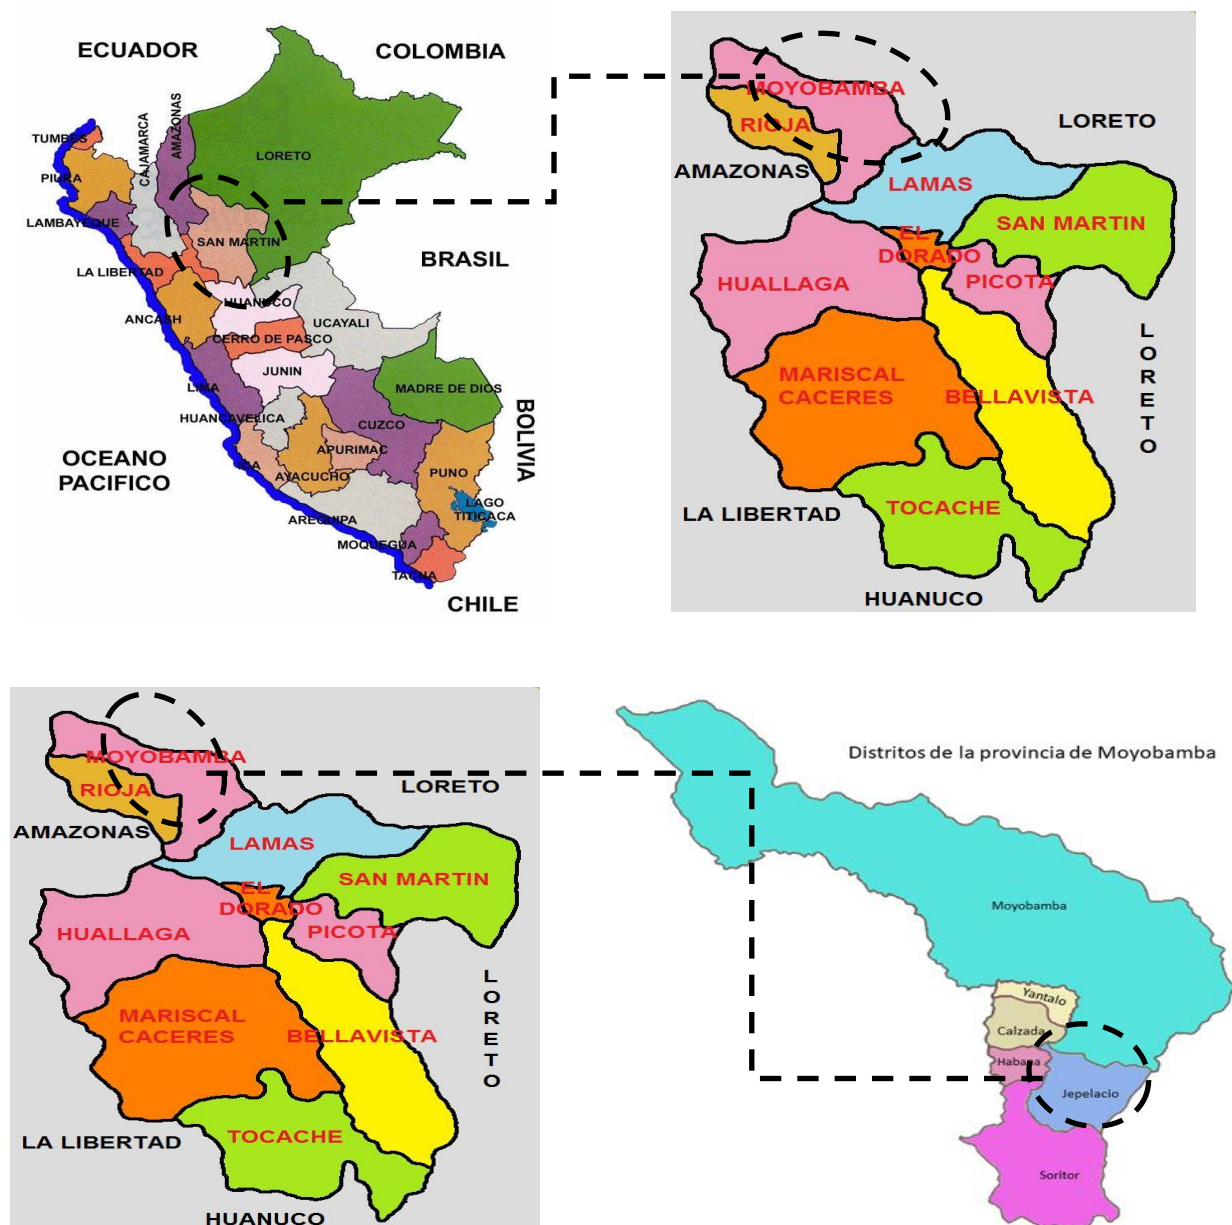 ECUADOR
COLOMBIA
TUMBES
CAJAMARCA
AMAZONAS
LORETO
PIURA
LAMBAYEQUE
SAN MARTIN
BRASIL
LA LIBERTAD
HUANUCO
ANCASH
UCAYALI
CERRO DE PASCO
JUNIN
LIMA
MADRE DE DIOS
HUANCAVELICA
CUZCO
BOLIVIA
APURIMAC
OCEANO
PACIFICO
ICA
AYACUCHO
PUNO
LAGO
TITICACA
AREQUIPA
MOQUEGUA
TACNA
CHILE
MOYOBAMBA
RIOJA
LORETO
AMAZONAS
LAMAS
SAN MARTIN
EL
DORADO
HUALLAGA
PICOTA
LORETO
MARISCAL
CACERES
BELLAVISTA
TOCACHE
LA LIBERTAD
HUANUCO
MOYOBAMBA
RIOJA
LORETO
AMAZONAS
LAMAS
SAN MARTIN
EL
DORADO
HUALLAGA
PICOTA
LORETO
MARISCAL
CACERES
BELLAVISTA
TOCACHE
LA LIBERTAD
HUANUCO
Distritos de la provincia de Moyobamba
Moyobamba
Yantalo
Calzada
Habana
Jepelacio
Soritor